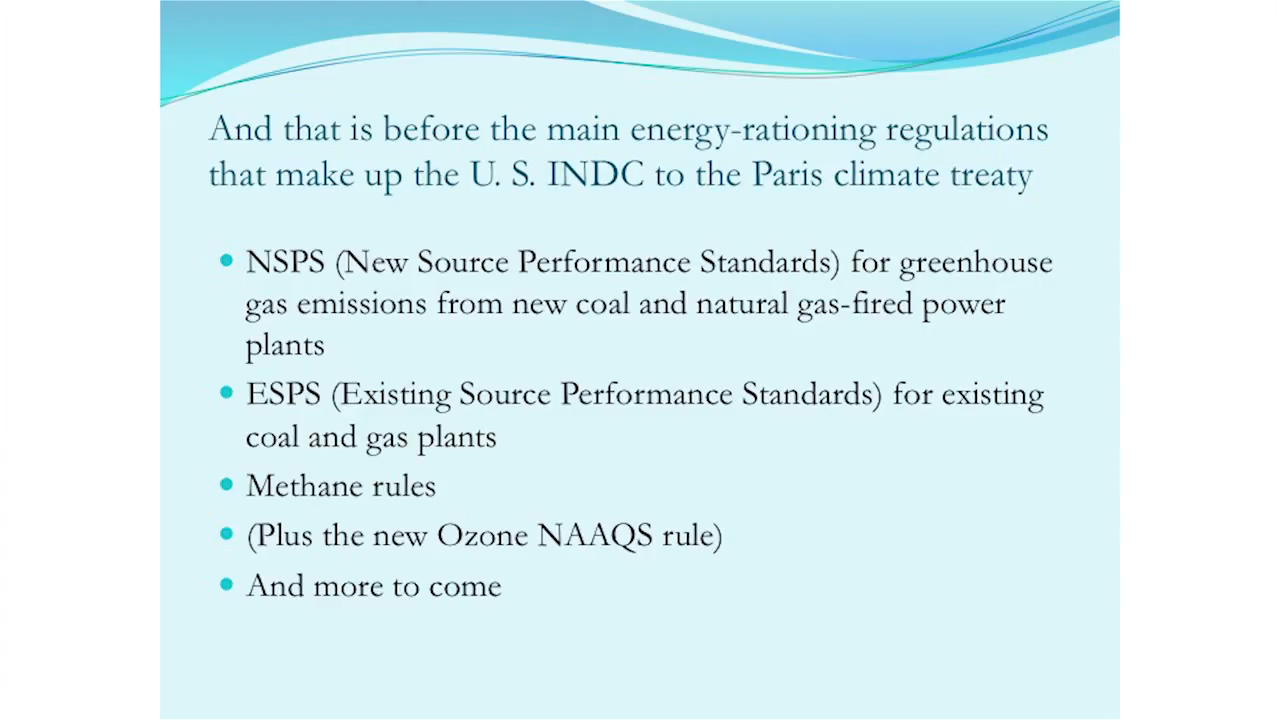 And that is before the main energy-rationing regulations
that make up the U. S. INDC to the Paris climate treaty
• NSPS (New Source Performance Standards) for greenhouse
gas emissions from new coal and natural gas-fired power
plants
• ESPS (Existing Source Performance Standards) for existing
coal and gas plants
• Methane rules
• (Plus the new Ozone NAAQS rule)
• And more to come